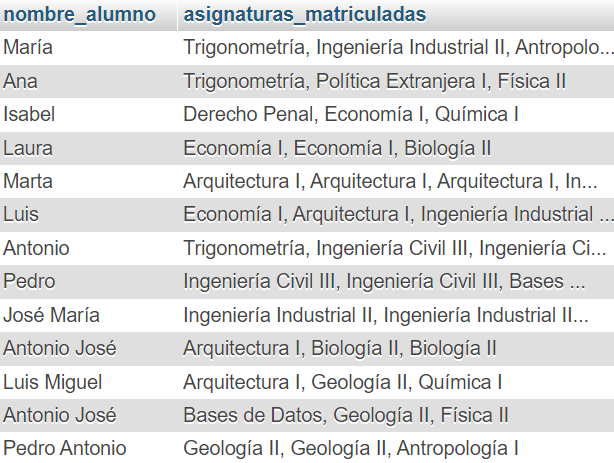 nombre_alumno asignaturas_matriculadas
María Trigonometría, Ingeniería Industrial II, Antropolo...
Ana Trigonometría, Política Extranjera I, Física II
Isabel Derecho Penal, Economía I, Química I
Laura Economía I, Economía I, Biología II
Marta Arquitectura I, Arquitectura I, Arquitectura I, In...
Luis Economía I, Arquitectura I, Ingeniería Industrial ...
Antonio Trigonometría, Ingeniería Civil III, Ingeniería Ci...
Pedro Ingeniería Civil III, Ingeniería Civil III, Bases ...
José María Ingeniería Industrial II, Ingeniería Industrial II...
Antonio José Arquitectura I, Biología II, Biología II
Luis Miguel Arquitectura I, Geología II, Química I
Antonio José Bases de Datos, Geología II, Física II
Pedro Antonio Geología II, Geología II, Antropología I